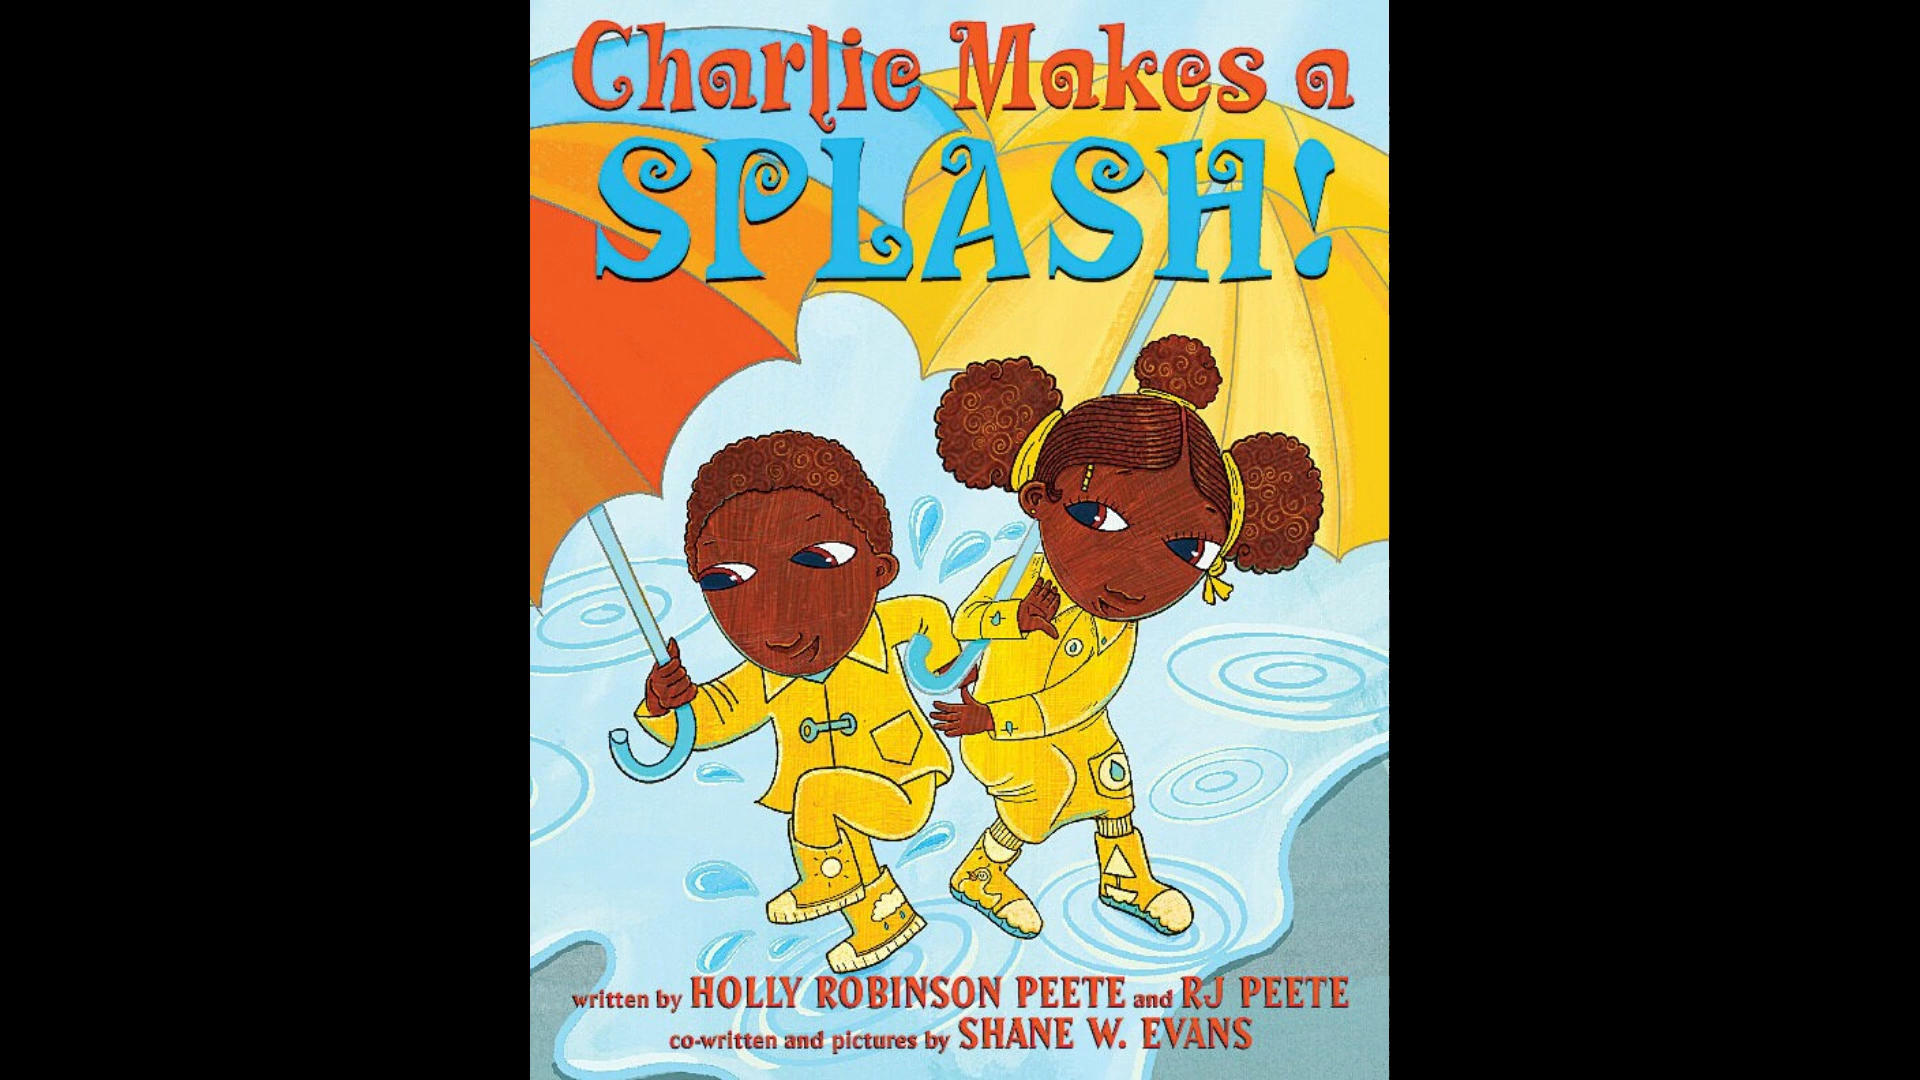 Charlie Makes a
SPLASH!
written by HOLLY ROBINSON PEETE and RJ PEETE
co-written and pictures by SHANE W. EVANS